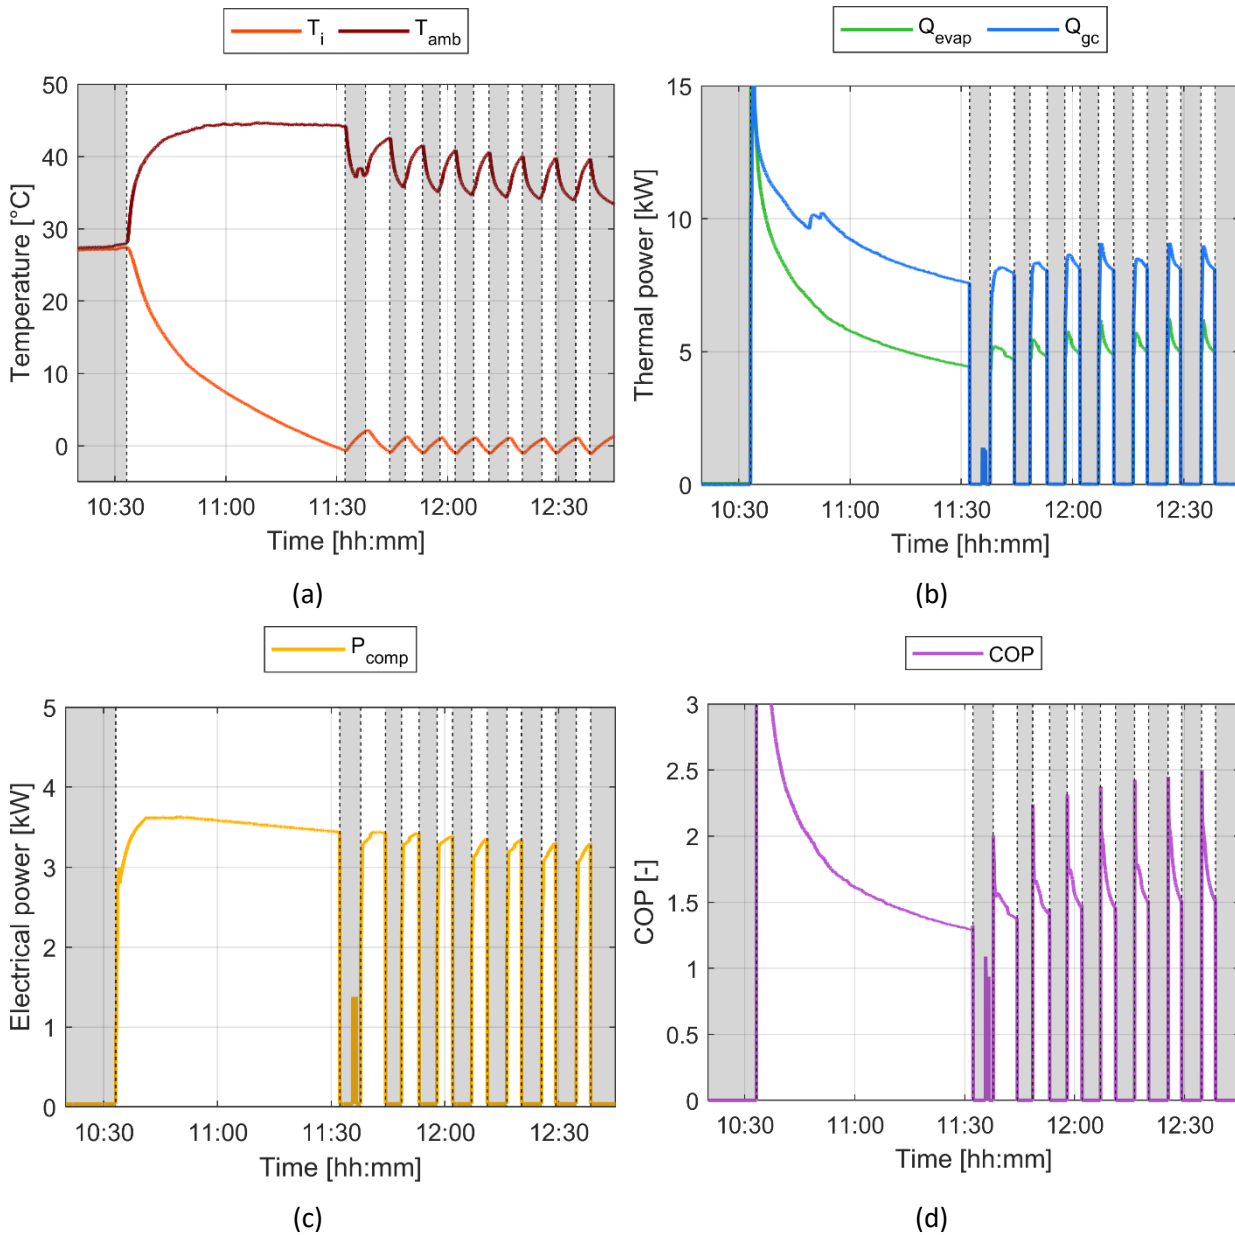 T_i T_amb
Q_evap Q_gc
50
40
30
20
10
0
Temperature [°C]
10:30 11:00 11:30 12:00 12:30
Time [hh:mm]
(a)
15
10
5
0
Thermal power [kW]
10:30 11:00 11:30 12:00 12:30
Time [hh:mm]
(b)
P_comp
COP
5
4
3
2
1
0
Electrical power [kW]
10:30 11:00 11:30 12:00 12:30
Time [hh:mm]
(c)
3
2.5
2
1.5
1
0.5
0
COP [-]
10:30 11:00 11:30 12:00 12:30
Time [hh:mm]
(d)